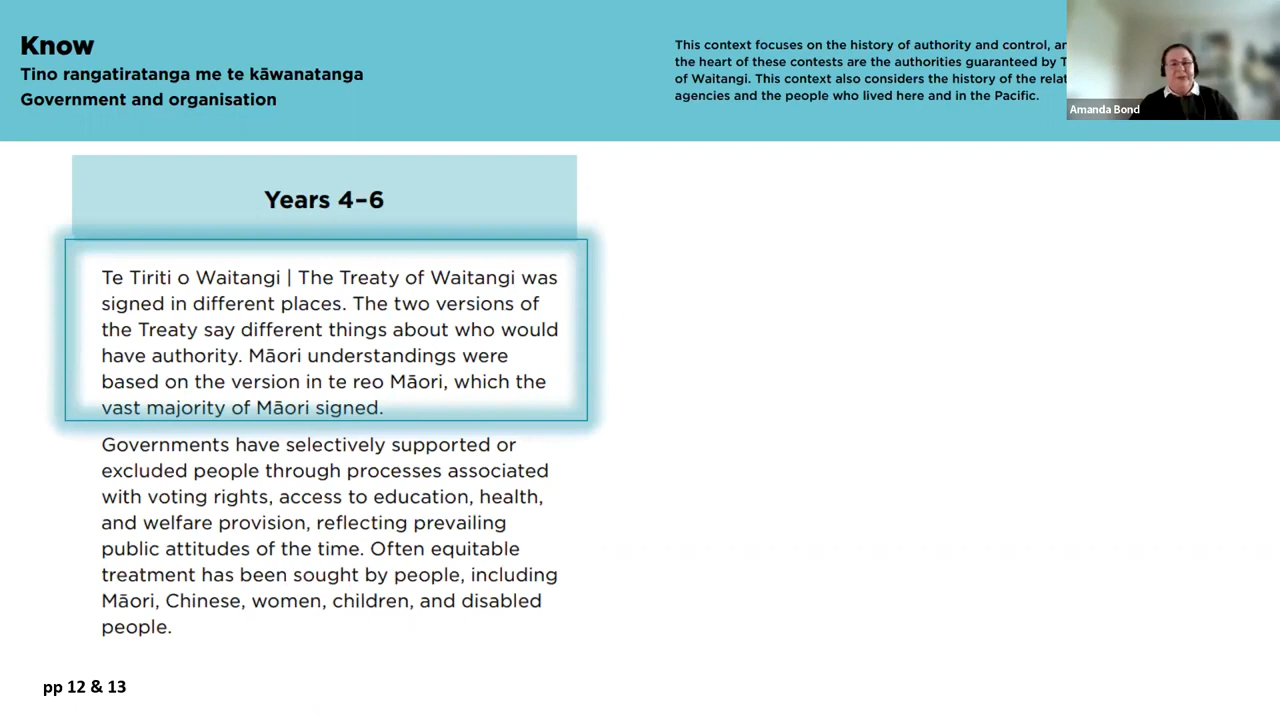 Know
Tino rangatiratanga me te kāwanatanga
Government and organisation
This context focuses on the history of authority and control, a
the heart of these contests are the authorities guaranteed by T
of Waitangi. This context also considers the history of the
agencies and the people who lived here and in the Pacific.
Amanda Bond
Years 4–6
Te Tiriti o Waitangi | The Treaty of Waitangi was
signed in different places. The two versions of
the Treaty say different things about who would
have authority. Māori understandings were
based on the version in te reo Māori, which the
vast majority of Māori signed.
Governments have selectively supported or
excluded people through processes associated
with voting rights, access to education, health,
and welfare provision, reflecting prevailing
public attitudes of the time. Often equitable
treatment has been sought by people, including
Māori, Chinese, women, children, and disabled
people.
pp 12 & 13